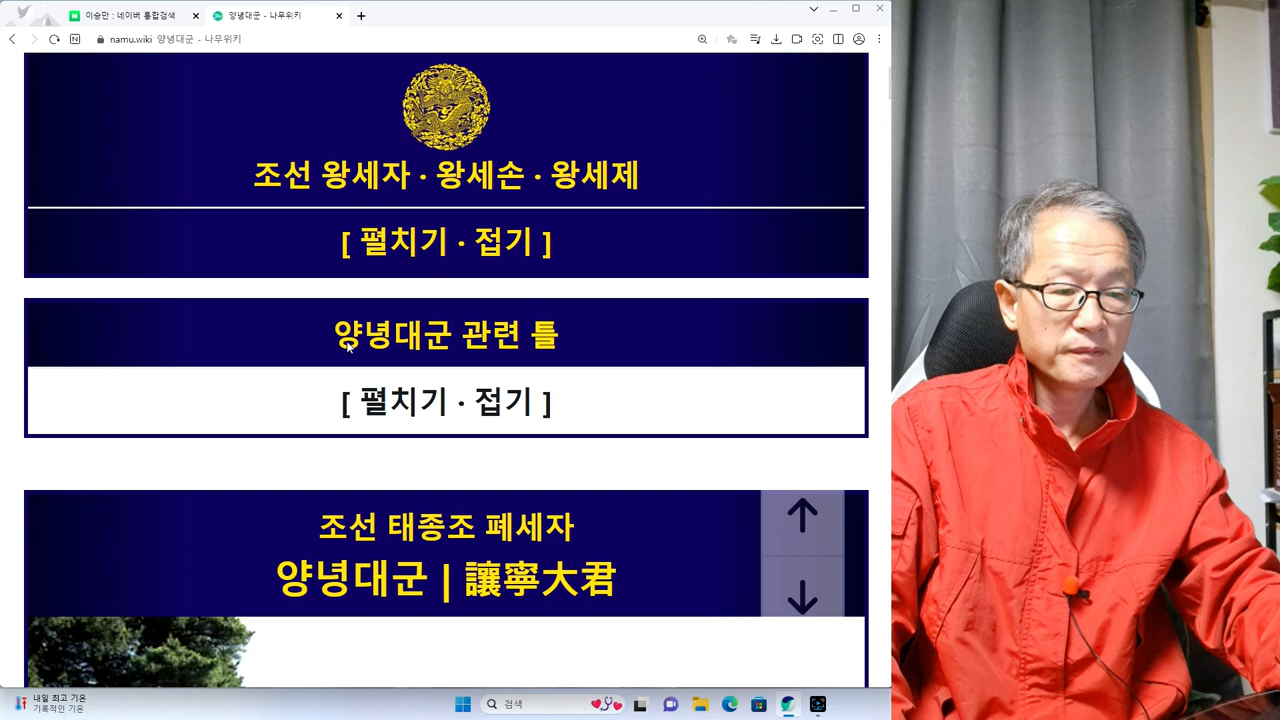 이승만 : 네이버 통합검색
양녕대군 - 나무위키
namu.wiki 양녕대군 - 나무위키
조선 왕세자 · 왕세손 · 왕세제
[ 펼치기 · 접기 ]
양녕대군 관련 틀
[ 펼치기 · 접기 ]
조선 태종조 폐세자
양녕대군 | 讓寧大君
내일 최고 기온
기록적인 기온
검색